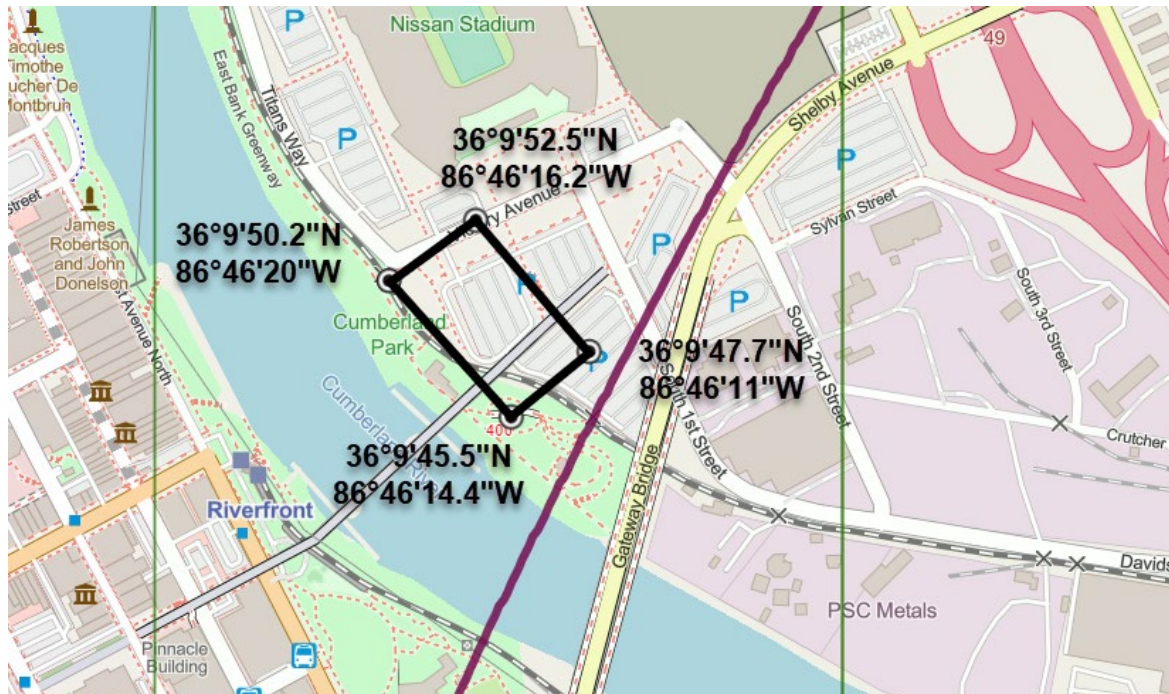 Nissan Stadium
P
49
Jacques
Timothe
ucher De
Montbrun
East Bank Greenway
Titans Way
P
Shelby Avenue
P
36°9'52.5"N
86°46'16.2"W
Avenue
Street
Sylvan Street
James
Robertson
and John
Donelson
36°9'50.2"N
86°46'20"W
P
South 3rd Street
P
Cumberland
Park
South 2nd Street
36°9'47.7"N
86°46'11"W
P
South 1st Street
Avenue North
Cumberland River
400
Crutcher
36°9'45.5"N
86°46'14.4"W
Riverfront
Gateway Bridge
Davids
PSC Metals
Pinnacle
Building